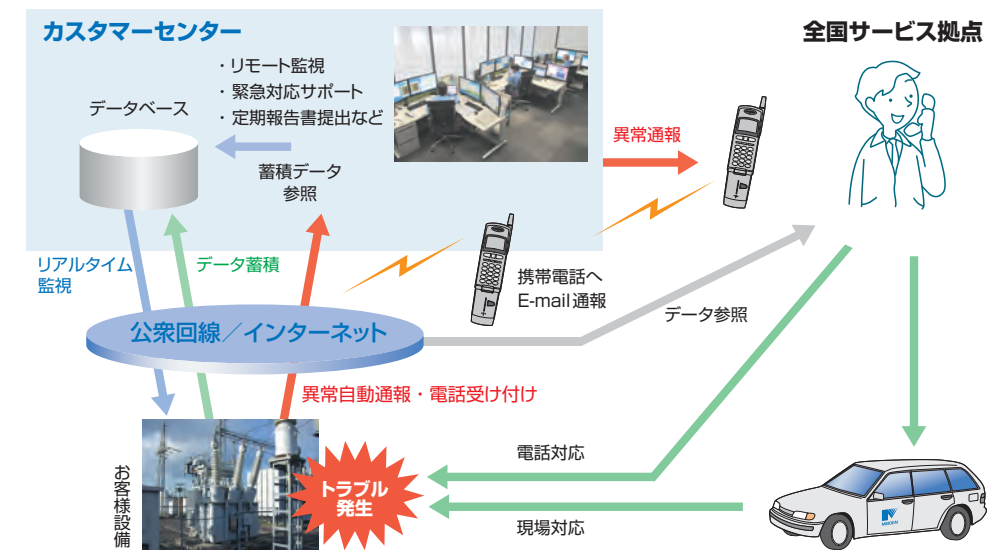 カスタマーセンター
全国サービス拠点
・リモート監視
・緊急対応サポート
・定期報告書提出など
データベース
蓄積データ
参照
異常通報
リアルタイム
監視
データ蓄積
携帯電話へ
E-mail通報
データ参照
公衆回線／インターネット
異常自動通報・電話受け付け
お客様設備
トラブル
発生
電話対応
現場対応
MEIDEN